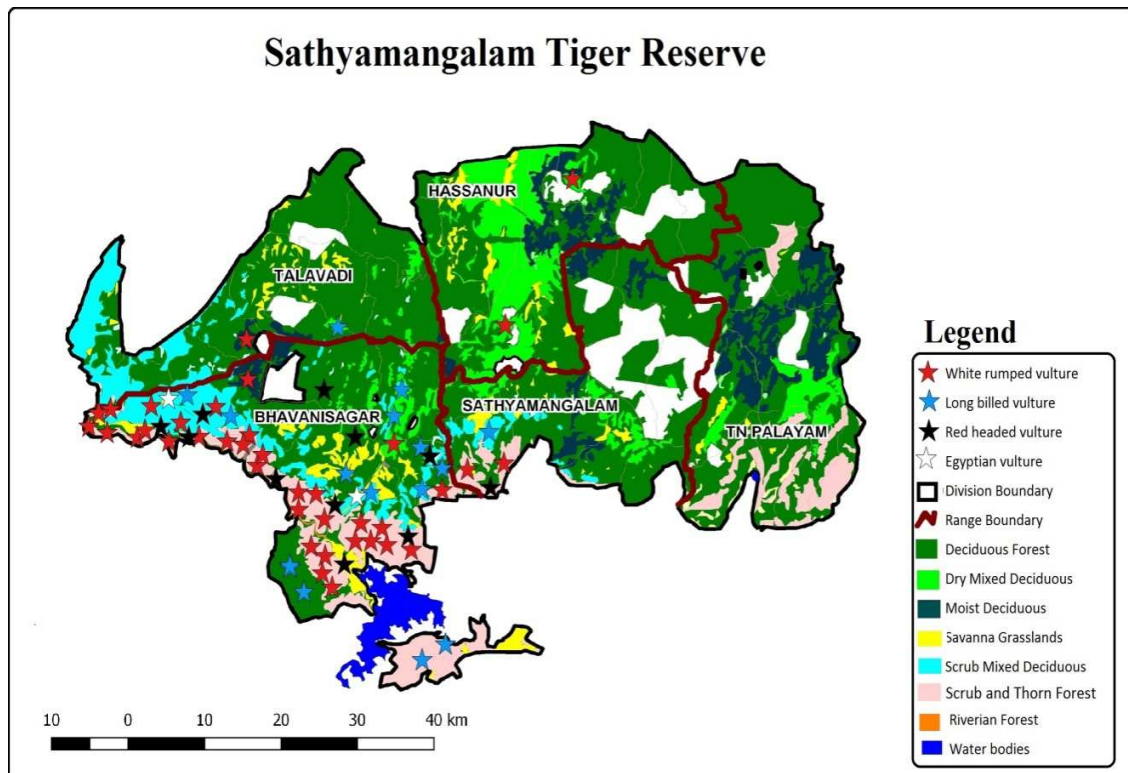 Sathyamangalam Tiger Reserve
HASSANUR
TALAVADI
BHAVANISAGAR
SATHYAMANGALAM
TN PALAYAM
Legend
White rumped vulture
Long billed vulture
Red headed vulture
Egyptian vulture
Division Boundary
Range Boundary
Deciduous Forest
Dry Mixed Deciduous
Moist Deciduous
Savanna Grasslands
Scrub Mixed Deciduous
Scrub and Thorn Forest
Riverian Forest
Water bodies
10 0 10 20 30 40 km